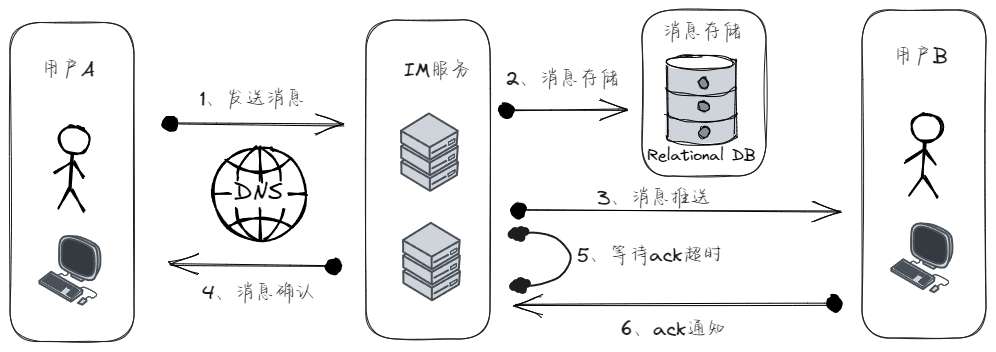 用户A
1、发送消息
DNS
4、消息确认
IM服务
2、消息存储
消息存储
Relational DB
3、消息推送
5、等待ack超时
6、ack通知
用户B